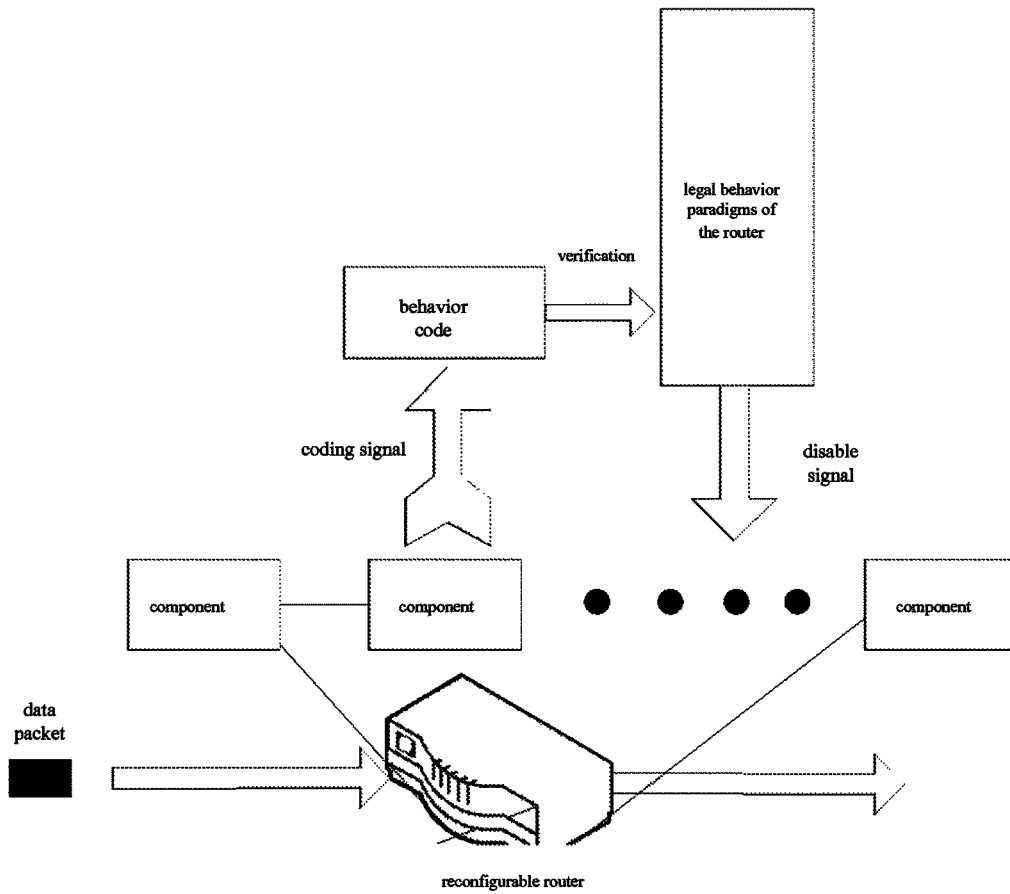 legal behavior
paradigms of
the router
verification
behavior
code
coding signal
disable
signal
component
component
component
data
packet
reconfigurable router